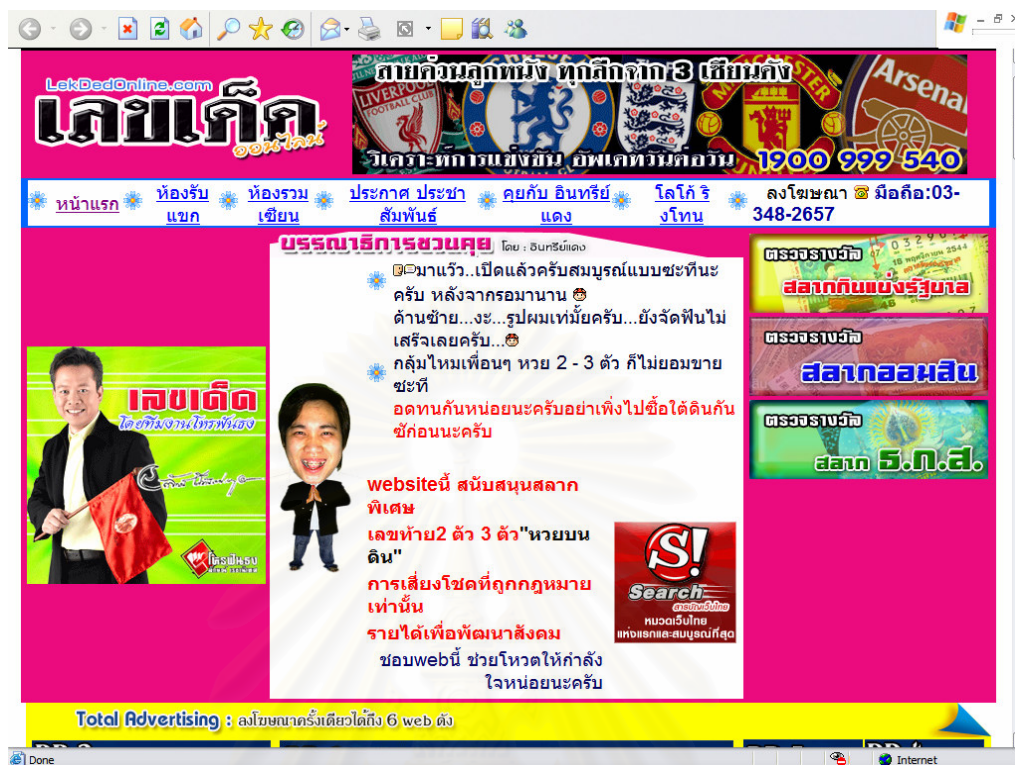 LekDedOnline.com
เลขเด็ด
ออนไลน์
สายด่วนลูกหนัง ทุกลึกจาก 3 เซียนดัง
LIVERPOOL
FOOTBALL CLUB
MANCHESTER
Arsenal
วิเคราะห์การแข่งขัน อัพเดทวันต่อวัน 1900 999 540
หน้าแรก
ห้องรับ
แขก
ห้องรวม
เซียน
ประกาศ ประชา
สัมพันธ์
คุยกับ อินทรีย์
แดง
โลโก้ ริ
งโทน
ลงโฆษณา มือถือ:03-
348-2657
บรรณาธิการชวนคุย โดย : อินทรีย์แดง
มาแว๊ว..เปิดแล้วครับสมบูรณ์แบบซะทีนะ
ครับ หลังจากรอมานาน
ด้านซ้าย...งะ...รูปผมเท่มั้ยครับ...ยังจัดฟันไม่
เสร๊จเลยครับ...
กลุ้มไหมเพื่อนๆ หวย 2 - 3 ตัว ก็ไม่ยอมขาย
ซะที
อดทนกันหน่อยนะครับอย่าเพิ่งไปซื้อใต้ดินกัน
ซักก่อนนะครับ
websiteนี้ สนับสนุนสลาก
พิเศษ
เลขท้าย2 ตัว 3 ตัว"หวยบน
ดิน"
การเสี่ยงโชคที่ถูกกฎหมาย
เท่านั้น
รายได้เพื่อพัฒนาสังคม
ชอบwebนี้ ช่วยโหวตให้กำลัง
ใจหน่อยนะครับ
เลขเด็ด
โดยทีมงานโหรฟันธง
โหรฟันธง
S!
Search
สารบัญเว็บไทย
หมวดเว็บไทย
แห่งแรกและสมบูรณ์ที่สุด
ตรวจรางวัล
สลากกินแบ่งรัฐบาล
ตรวจรางวัล
สลากออมสิน
ตรวจรางวัล
สลาก ธ.ก.ส.
Total Advertising : ลงโฆษณาครั้งเดียวได้ถึง 6 web ดัง
Done
Internet